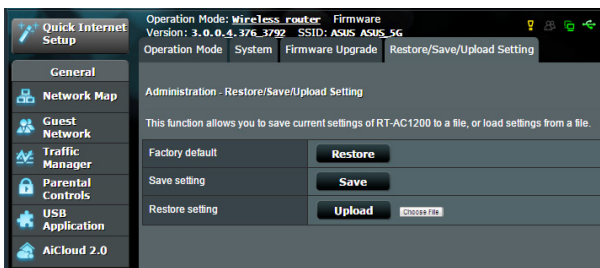 Quick Internet
Setup
Operation Mode: Wireless router Firmware
Version: 3.0.0.4.376_3792 SSID: ASUS ASUS_5G
Operation Mode System Firmware Upgrade Restore/Save/Upload Setting
General
Network Map
Guest
Network
Traffic
Manager
Parental
Controls
USB
Application
AiCloud 2.0
Administration - Restore/Save/Upload Setting
This function allows you to save current settings of RT-AC1200 to a file, or load settings from a file.
Factory default Restore
Save setting Save
Restore setting Upload Choose File